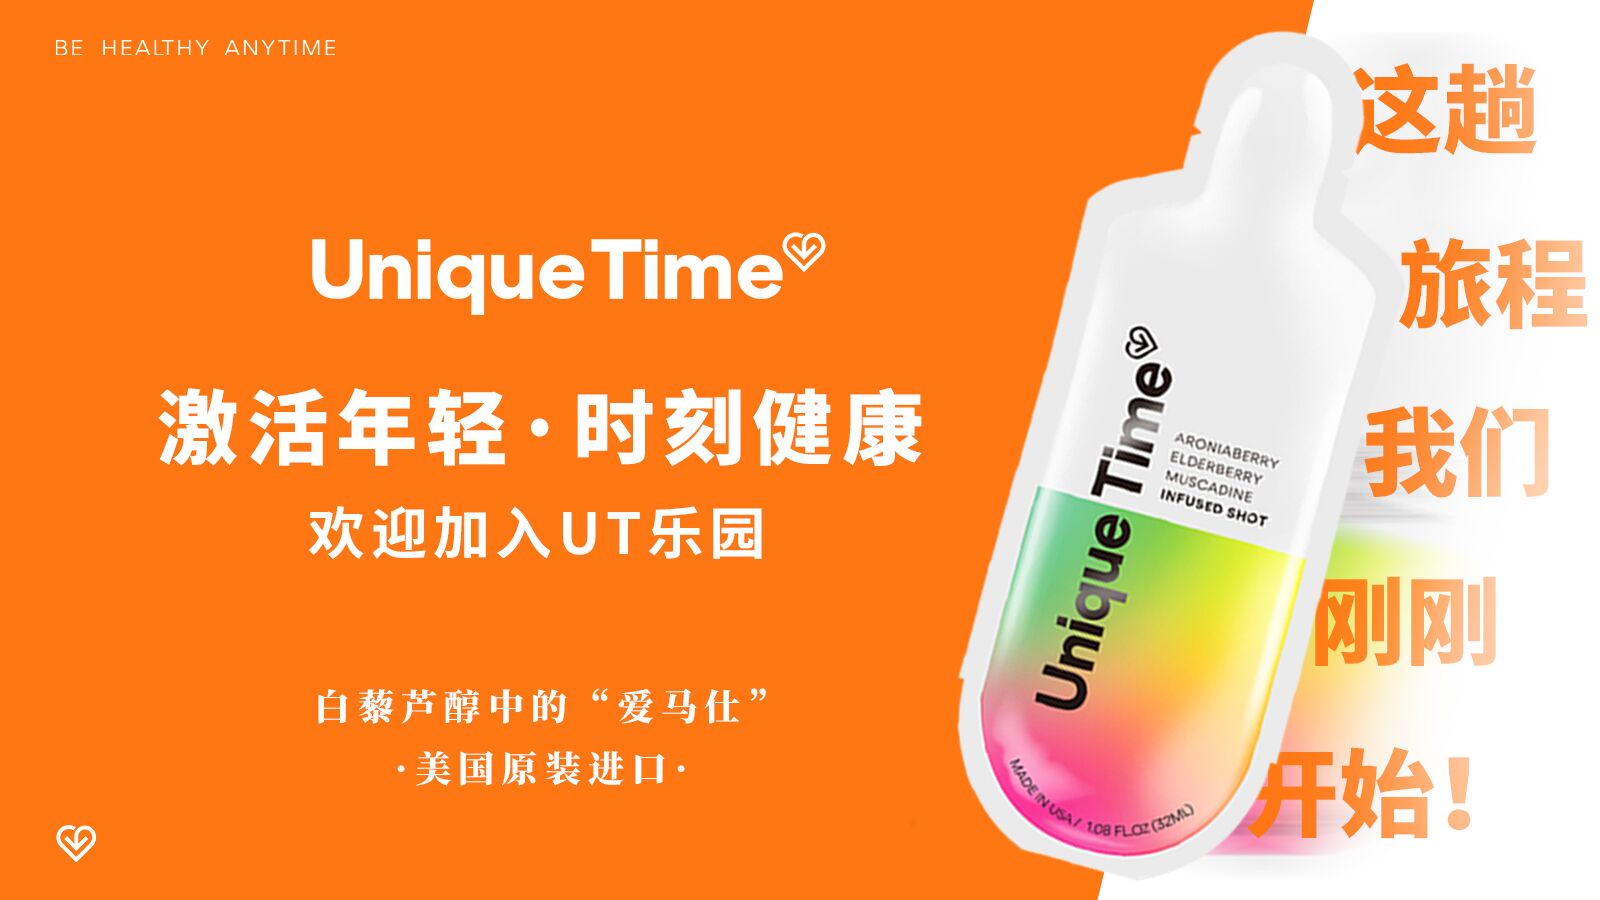 BE HEALTHY ANYTIME
Unique Time
激活年轻·时刻健康
欢迎加入UT乐园
白藜芦醇中的“爱马仕”
·美国原装进口·
Unique Time
ARONIABERRY
ELDERBERRY
MUSCADINE
INFUSED SHOT
MADE IN USA / 1.08 FL.OZ (32ML)
这趟
旅程
我们
刚刚
开始！